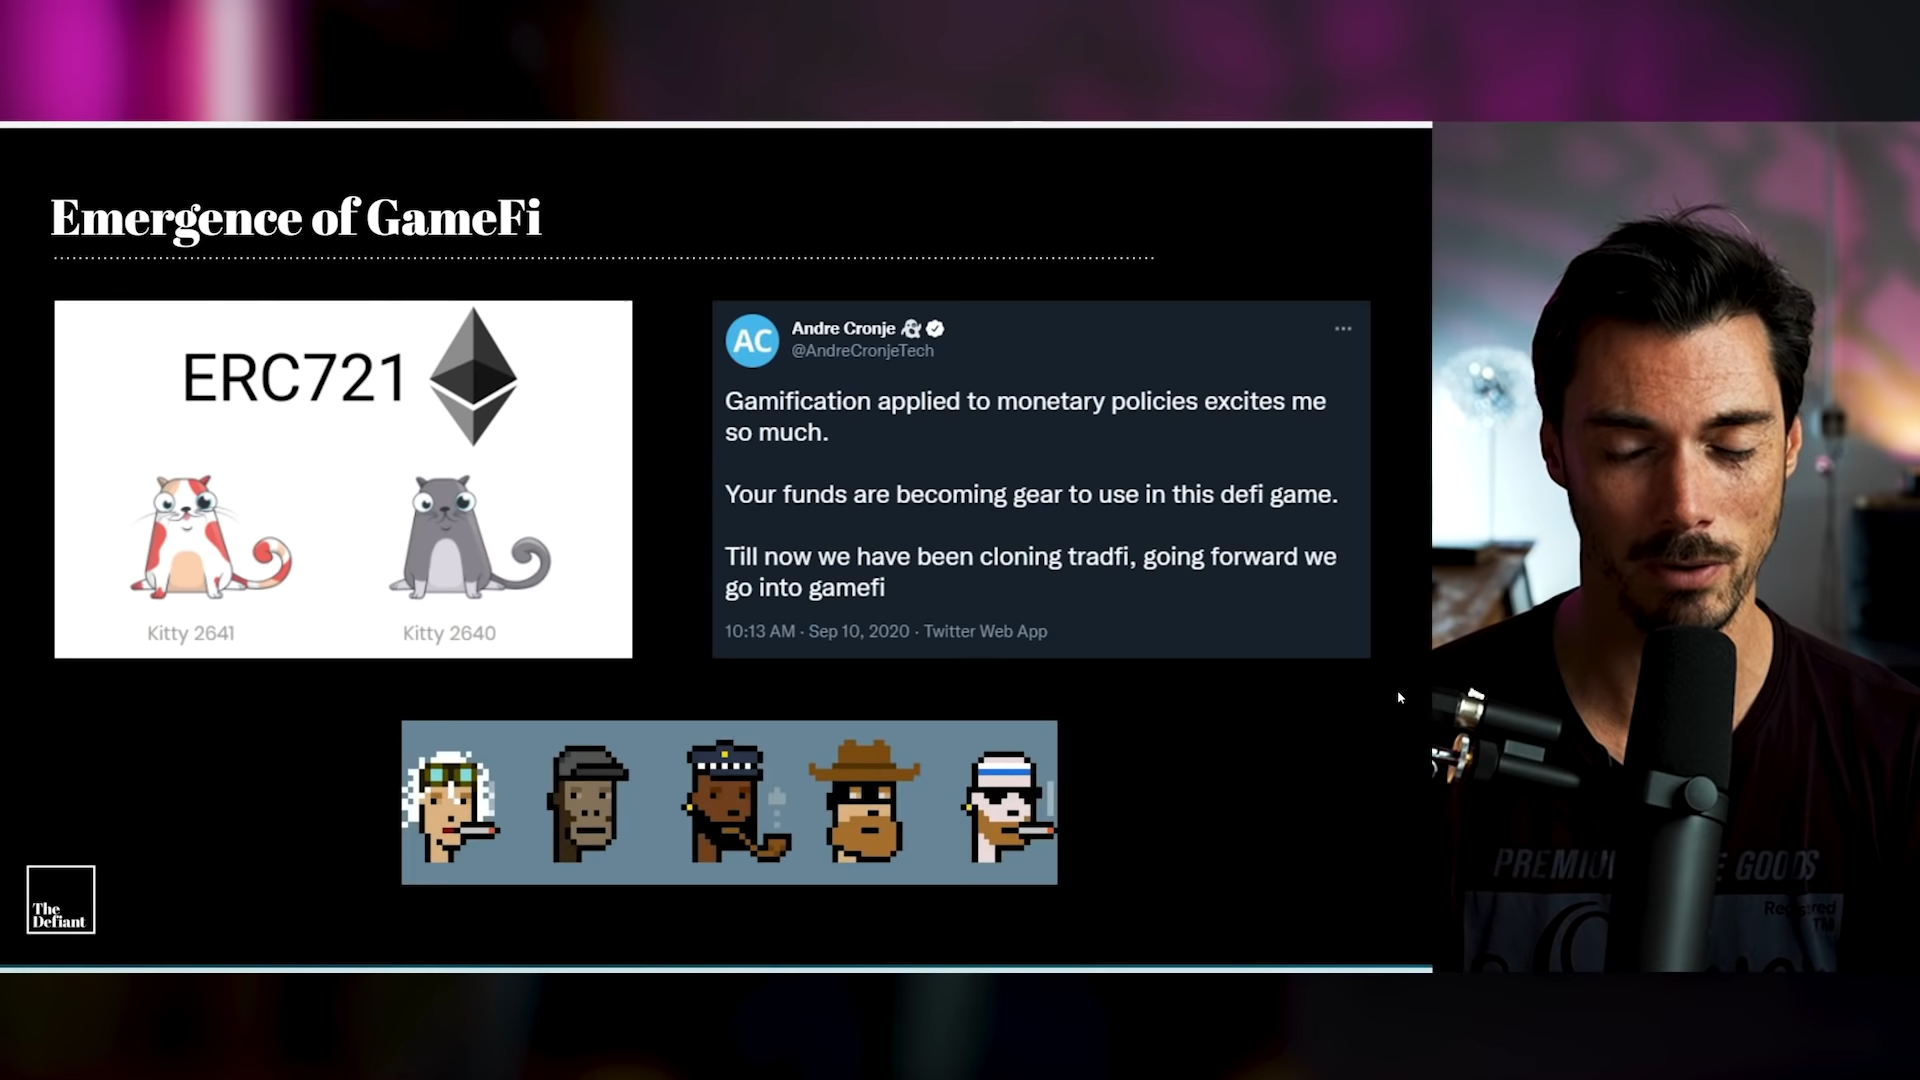 Emergence of GameFi
ERC721
Kitty 2641
Kitty 2640
AC
Andre Cronje
@AndreCronjeTech
Gamification applied to monetary policies excites me
so much.
Your funds are becoming gear to use in this defi game.
Till now we have been cloning tradfi, going forward we
go into gamefi
10:13 AM · Sep 10, 2020 · Twitter Web App
The
Defiant
PREMIUM GOODS
Registered
TM